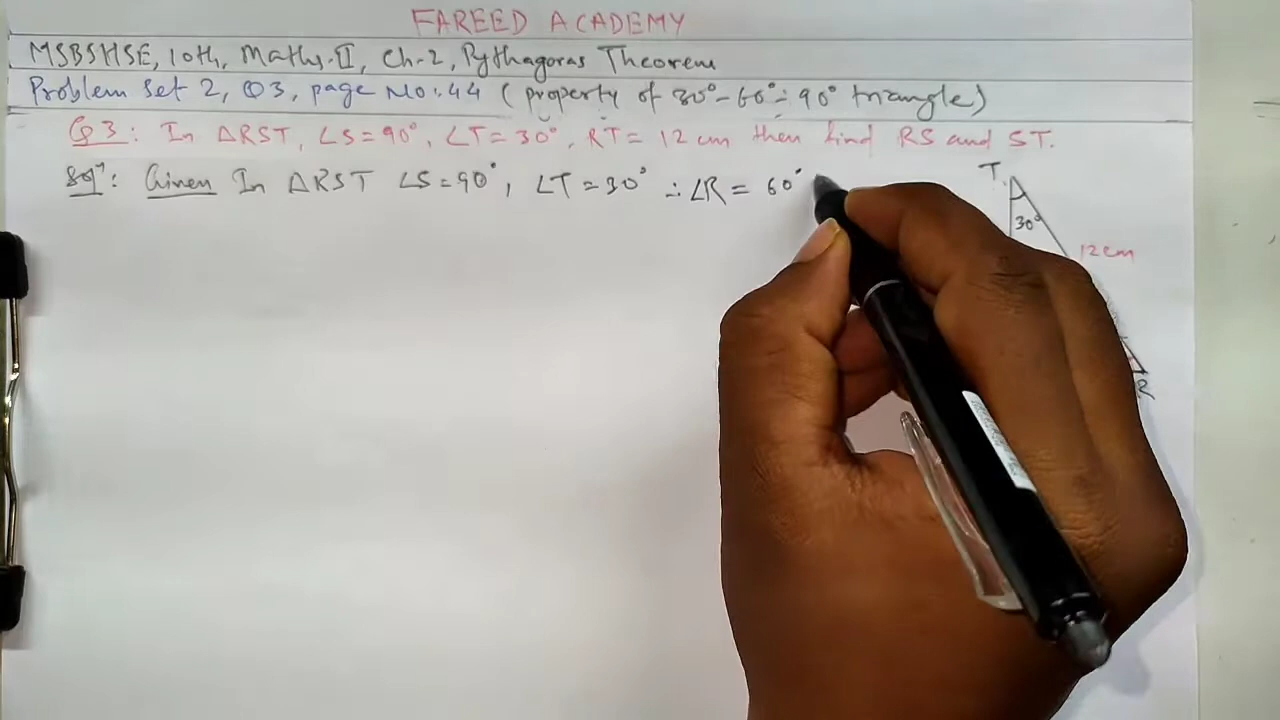 FAREED ACADEMY
MSBSHSE, 10th, Maths-II, Ch-2, Pythagoras Theorem
Problem Set 2, Q3, page No: 44 (property of 30°-60°-90° triangle)
Q3: In △RST, ∠S=90°, ∠T=30°, RT=12 cm then find RS and ST.
Solⁿ: Given In △RST ∠S=90°, ∠T=30° ∴ ∠R = 60°
T
30°
12 cm
R